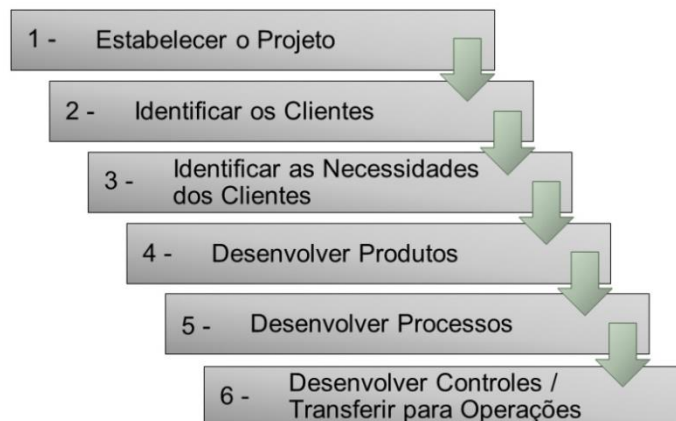 1 - Estabelecer o Projeto
2 - Identificar os Clientes
3 - Identificar as Necessidades
dos Clientes
4 - Desenvolver Produtos
5 - Desenvolver Processos
6 - Desenvolver Controles /
Transferir para Operações